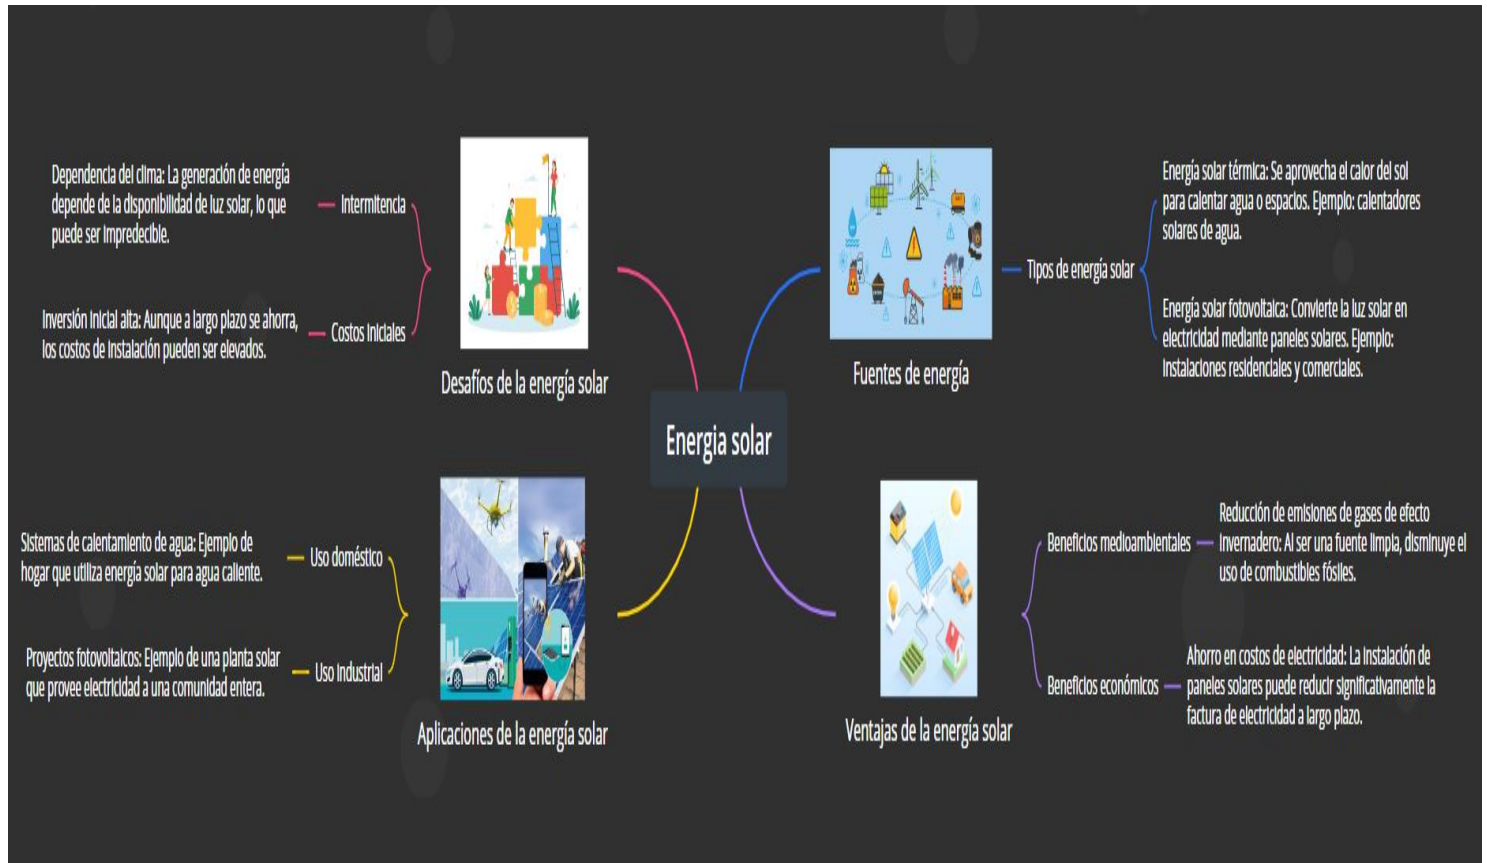 Energia solar
Fuentes de energía
Tipos de energía solar
Energía solar térmica: Se aprovecha el calor del sol
para calentar agua o espacios. Ejemplo: calentadores
solares de agua.
Energía solar fotovoltaica: Convierte la luz solar en
electricidad mediante paneles solares. Ejemplo:
Instalaciones residenciales y comerciales.
Ventajas de la energía solar
Beneficios medioambientales
Reducción de emisiones de gases de efecto
invernadero: Al ser una fuente limpia, disminuye el
uso de combustibles fósiles.
Beneficios económicos
Ahorro en costos de electricidad: La instalación de
paneles solares puede reducir significativamente la
factura de electricidad a largo plazo.
Desafíos de la energía solar
Intermitencia
Dependencia del clima: La generación de energía
depende de la disponibilidad de luz solar, lo que
puede ser impredecible.
Costos iniciales
Inversión inicial alta: Aunque a largo plazo se ahorra,
los costos de instalación pueden ser elevados.
Aplicaciones de la energía solar
Uso doméstico
Sistemas de calentamiento de agua: Ejemplo de
hogar que utiliza energía solar para agua caliente.
Uso industrial
Proyectos fotovoltaicos: Ejemplo de una planta solar
que provee electricidad a una comunidad entera.